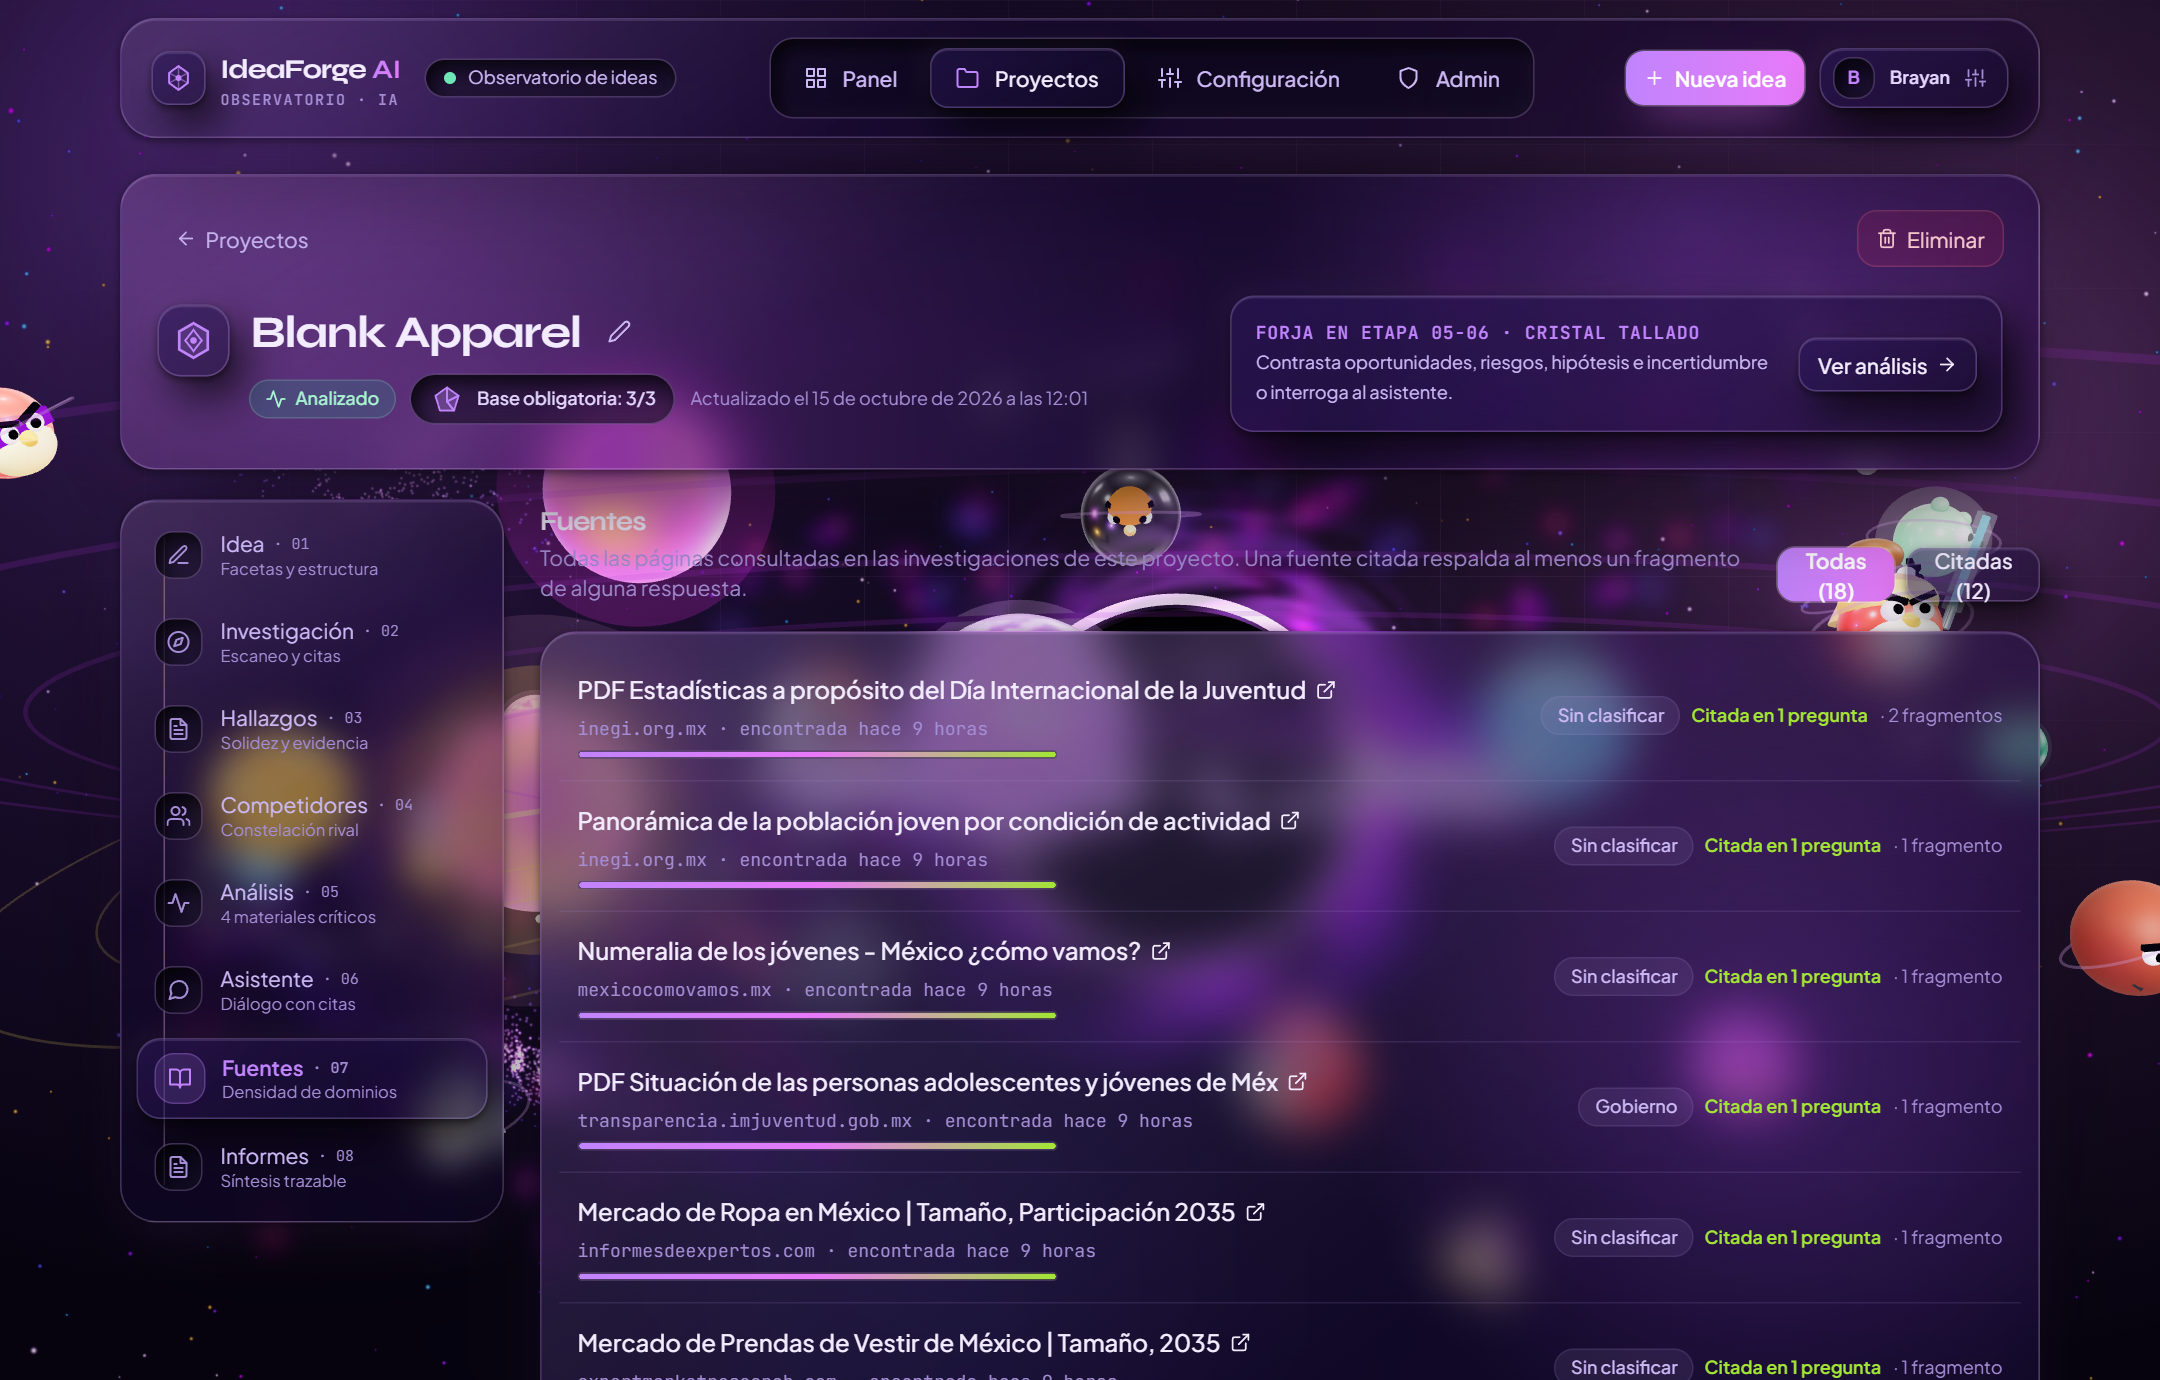 IdeaForge AI
OBSERVATORIO · IA
Observatorio de ideas
Panel
Proyectos
Configuración
Admin
+ Nueva idea
B
Brayan
← Proyectos
Eliminar
Blank Apparel
Analizado
Base obligatoria: 3/3
Actualizado el 15 de octubre de 2026 a las 12:01
FORJA EN ETAPA 05-06 · CRISTAL TALLADO
Contrasta oportunidades, riesgos, hipótesis e incertidumbre
o interroga al asistente.
Ver análisis →
Idea · 01
Facetas y estructura
Investigación · 02
Escaneo y citas
Hallazgos · 03
Solidez y evidencia
Competidores · 04
Constelación rival
Análisis · 05
4 materiales críticos
Asistente · 06
Diálogo con citas
Fuentes · 07
Densidad de dominios
Informes · 08
Síntesis trazable
Fuentes
Todas las páginas consultadas en las investigaciones de este proyecto. Una fuente citada respalda al menos un fragmento
de alguna respuesta.
Todas
(18)
Citadas
(12)
PDF Estadísticas a propósito del Día Internacional de la Juventud
inegi.org.mx · encontrada hace 9 horas
Sin clasificar Citada en 1 pregunta · 2 fragmentos
Panorámica de la población joven por condición de actividad
inegi.org.mx · encontrada hace 9 horas
Sin clasificar Citada en 1 pregunta · 1 fragmento
Numeralia de los jóvenes - México ¿cómo vamos?
mexicocomovamos.mx · encontrada hace 9 horas
Sin clasificar Citada en 1 pregunta · 1 fragmento
PDF Situación de las personas adolescentes y jóvenes de Méx
transparencia.imjuventud.gob.mx · encontrada hace 9 horas
Gobierno Citada en 1 pregunta · 1 fragmento
Mercado de Ropa en México | Tamaño, Participación 2035
informesdeexpertos.com · encontrada hace 9 horas
Sin clasificar Citada en 1 pregunta · 1 fragmento
Mercado de Prendas de Vestir de México | Tamaño, 2035
Sin clasificar Citada en 1 pregunta · 1 fragmento